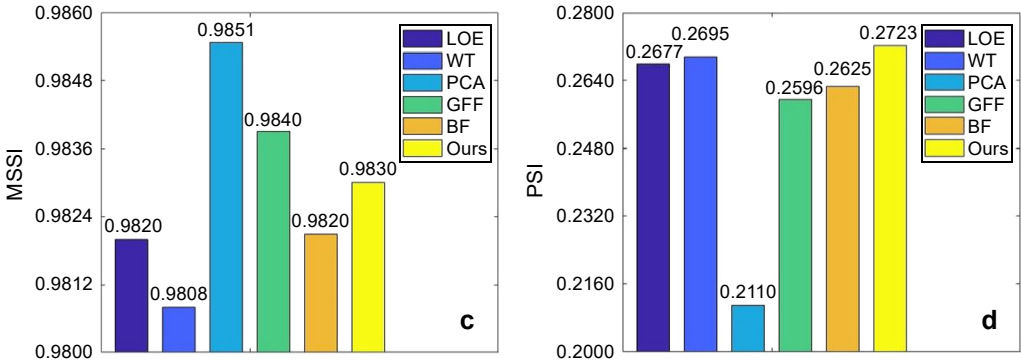 0.9860
0.9848
0.9836
0.9824
0.9812
0.9800
MSSI
0.9820
0.9808
0.9851
0.9840
0.9820
0.9830
LOE
WT
PCA
GFF
BF
Ours
c
0.2800
0.2640
0.2480
0.2320
0.2160
0.2000
PSI
0.2677
0.2695
0.2110
0.2596
0.2625
0.2723
LOE
WT
PCA
GFF
BF
Ours
d